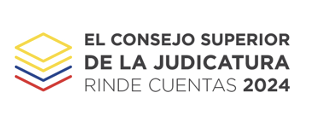 EL CONSEJO SUPERIOR
DE LA JUDICATURA
RINDE CUENTAS 2024